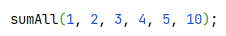 sumAll(1, 2, 3, 4, 5, 10);